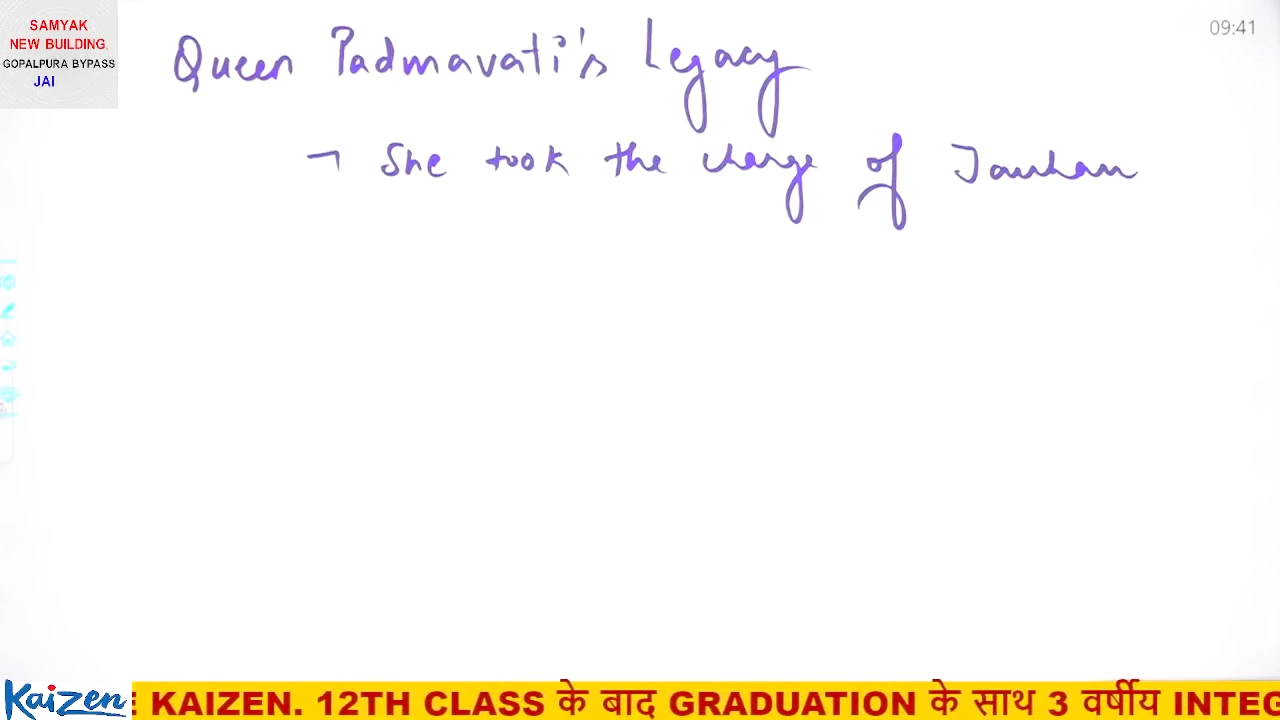 SAMYAK
NEW BUILDING,
GOPALPURA BYPASS
JAI
09:41
Queen Padmavati's Legacy
→ She took the charge of Jauhar
Kaizen
E KAIZEN. 12TH CLASS के बाद GRADUATION के साथ 3 वर्षीय INTEG